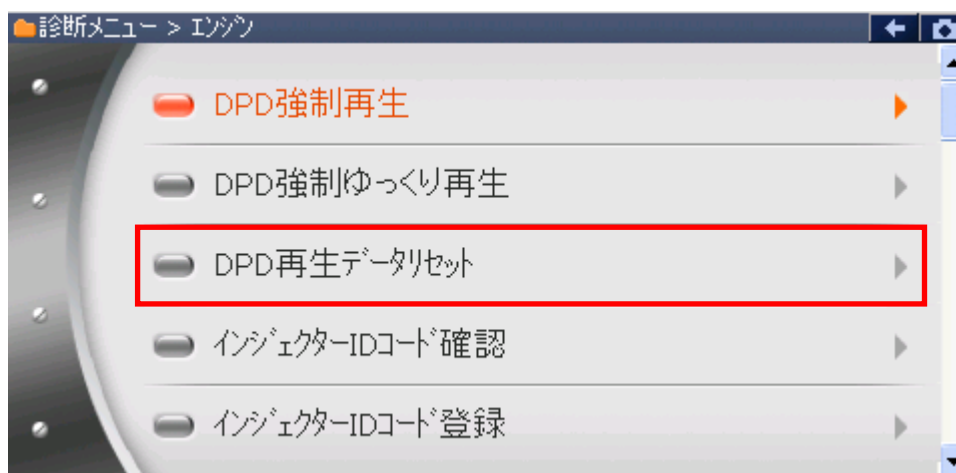 診断メニュー > エンジン
DPD強制再生
DPD強制ゆっくり再生
DPD再生データリセット
インジェクターIDコード確認
インジェクターIDコード登録